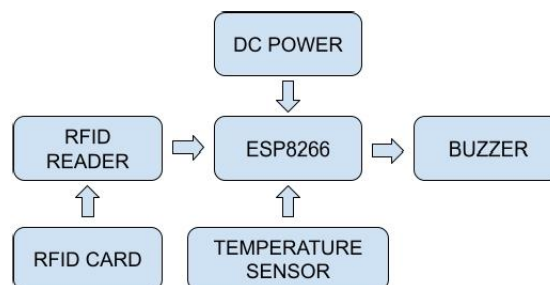 DC POWER
RFID
READER
ESP8266
BUZZER
RFID CARD
TEMPERATURE
SENSOR